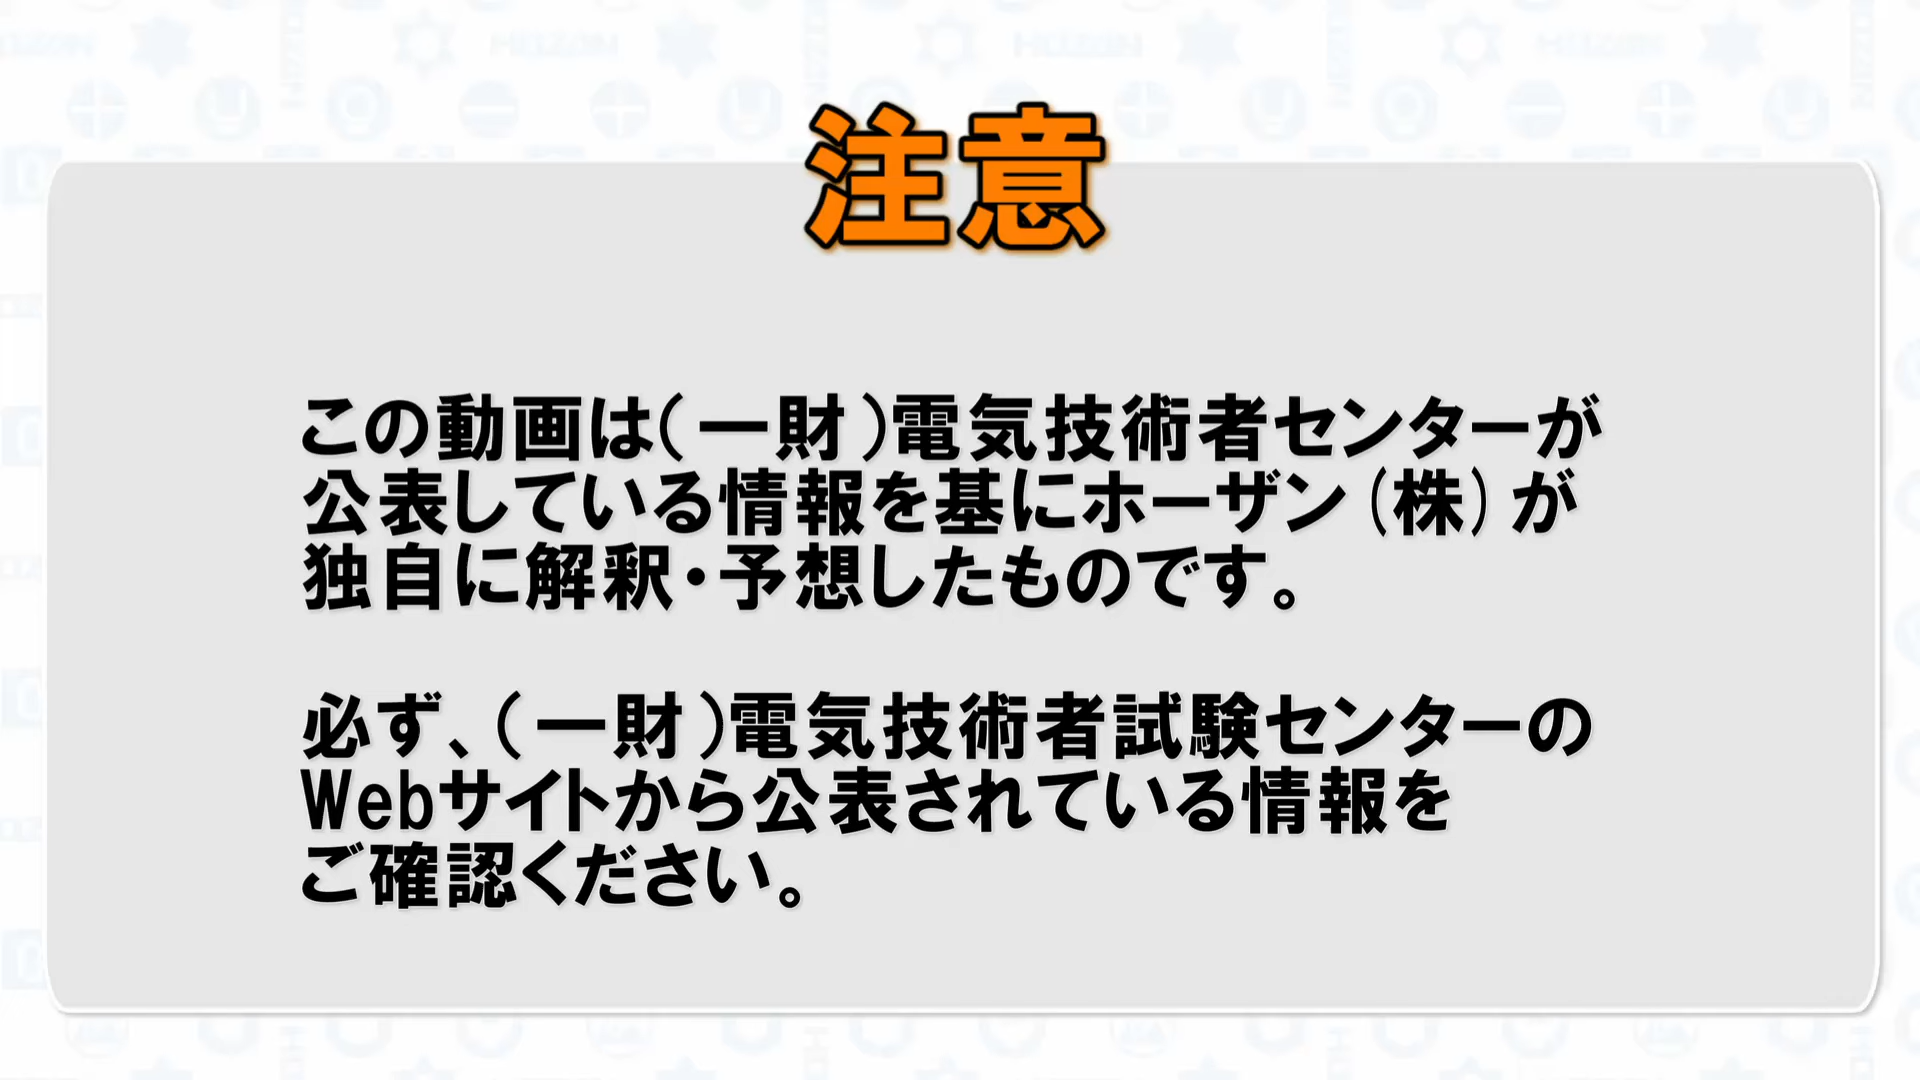 注意
この動画は(一財)電気技術者センターが
公表している情報を基にホーザン(株)が
独自に解釈・予想したものです。
必ず、(一財)電気技術者試験センターの
Webサイトから公表されている情報を
ご確認ください。